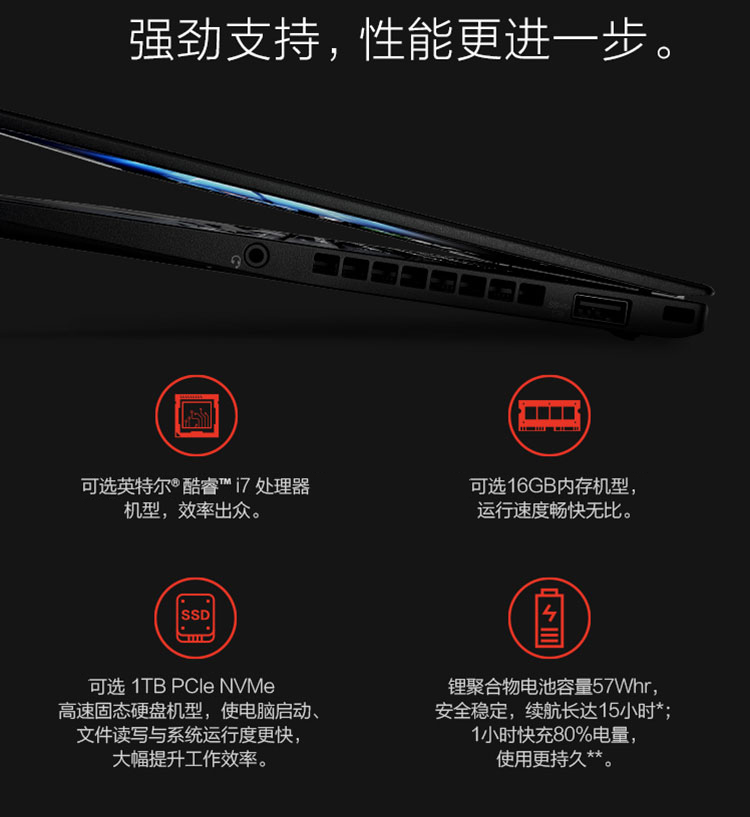 强劲支持，性能更进一步。
可选英特尔®酷睿™ i7 处理器
机型，效率出众。
可选16GB内存机型，
运行速度畅快无比。
SSD
可选 1TB PCIe NVMe
高速固态硬盘机型，使电脑启动、
文件读写与系统运行度更快，
大幅提升工作效率。
锂聚合物电池容量57Whr，
安全稳定，续航长达15小时*；
1小时快充80%电量，
使用更持久**。